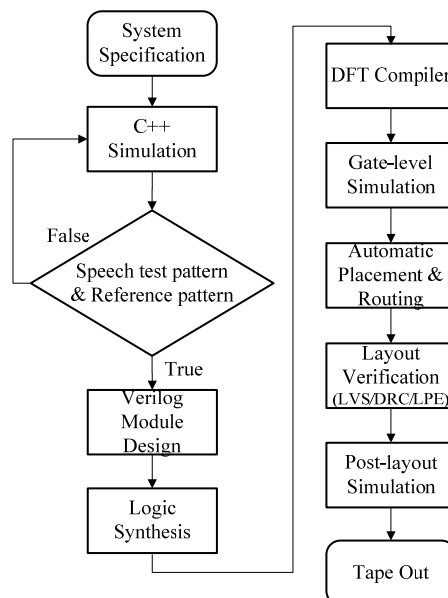 System
Specification
C++
Simulation
False
Speech test pattern
& Reference pattern
True
Verilog
Module
Design
Logic
Synthesis
DFT Compiler
Gate-level
Simulation
Automatic
Placement &
Routing
Layout
Verification
(LVS/DRC/LPE)
Post-layout
Simulation
Tape Out